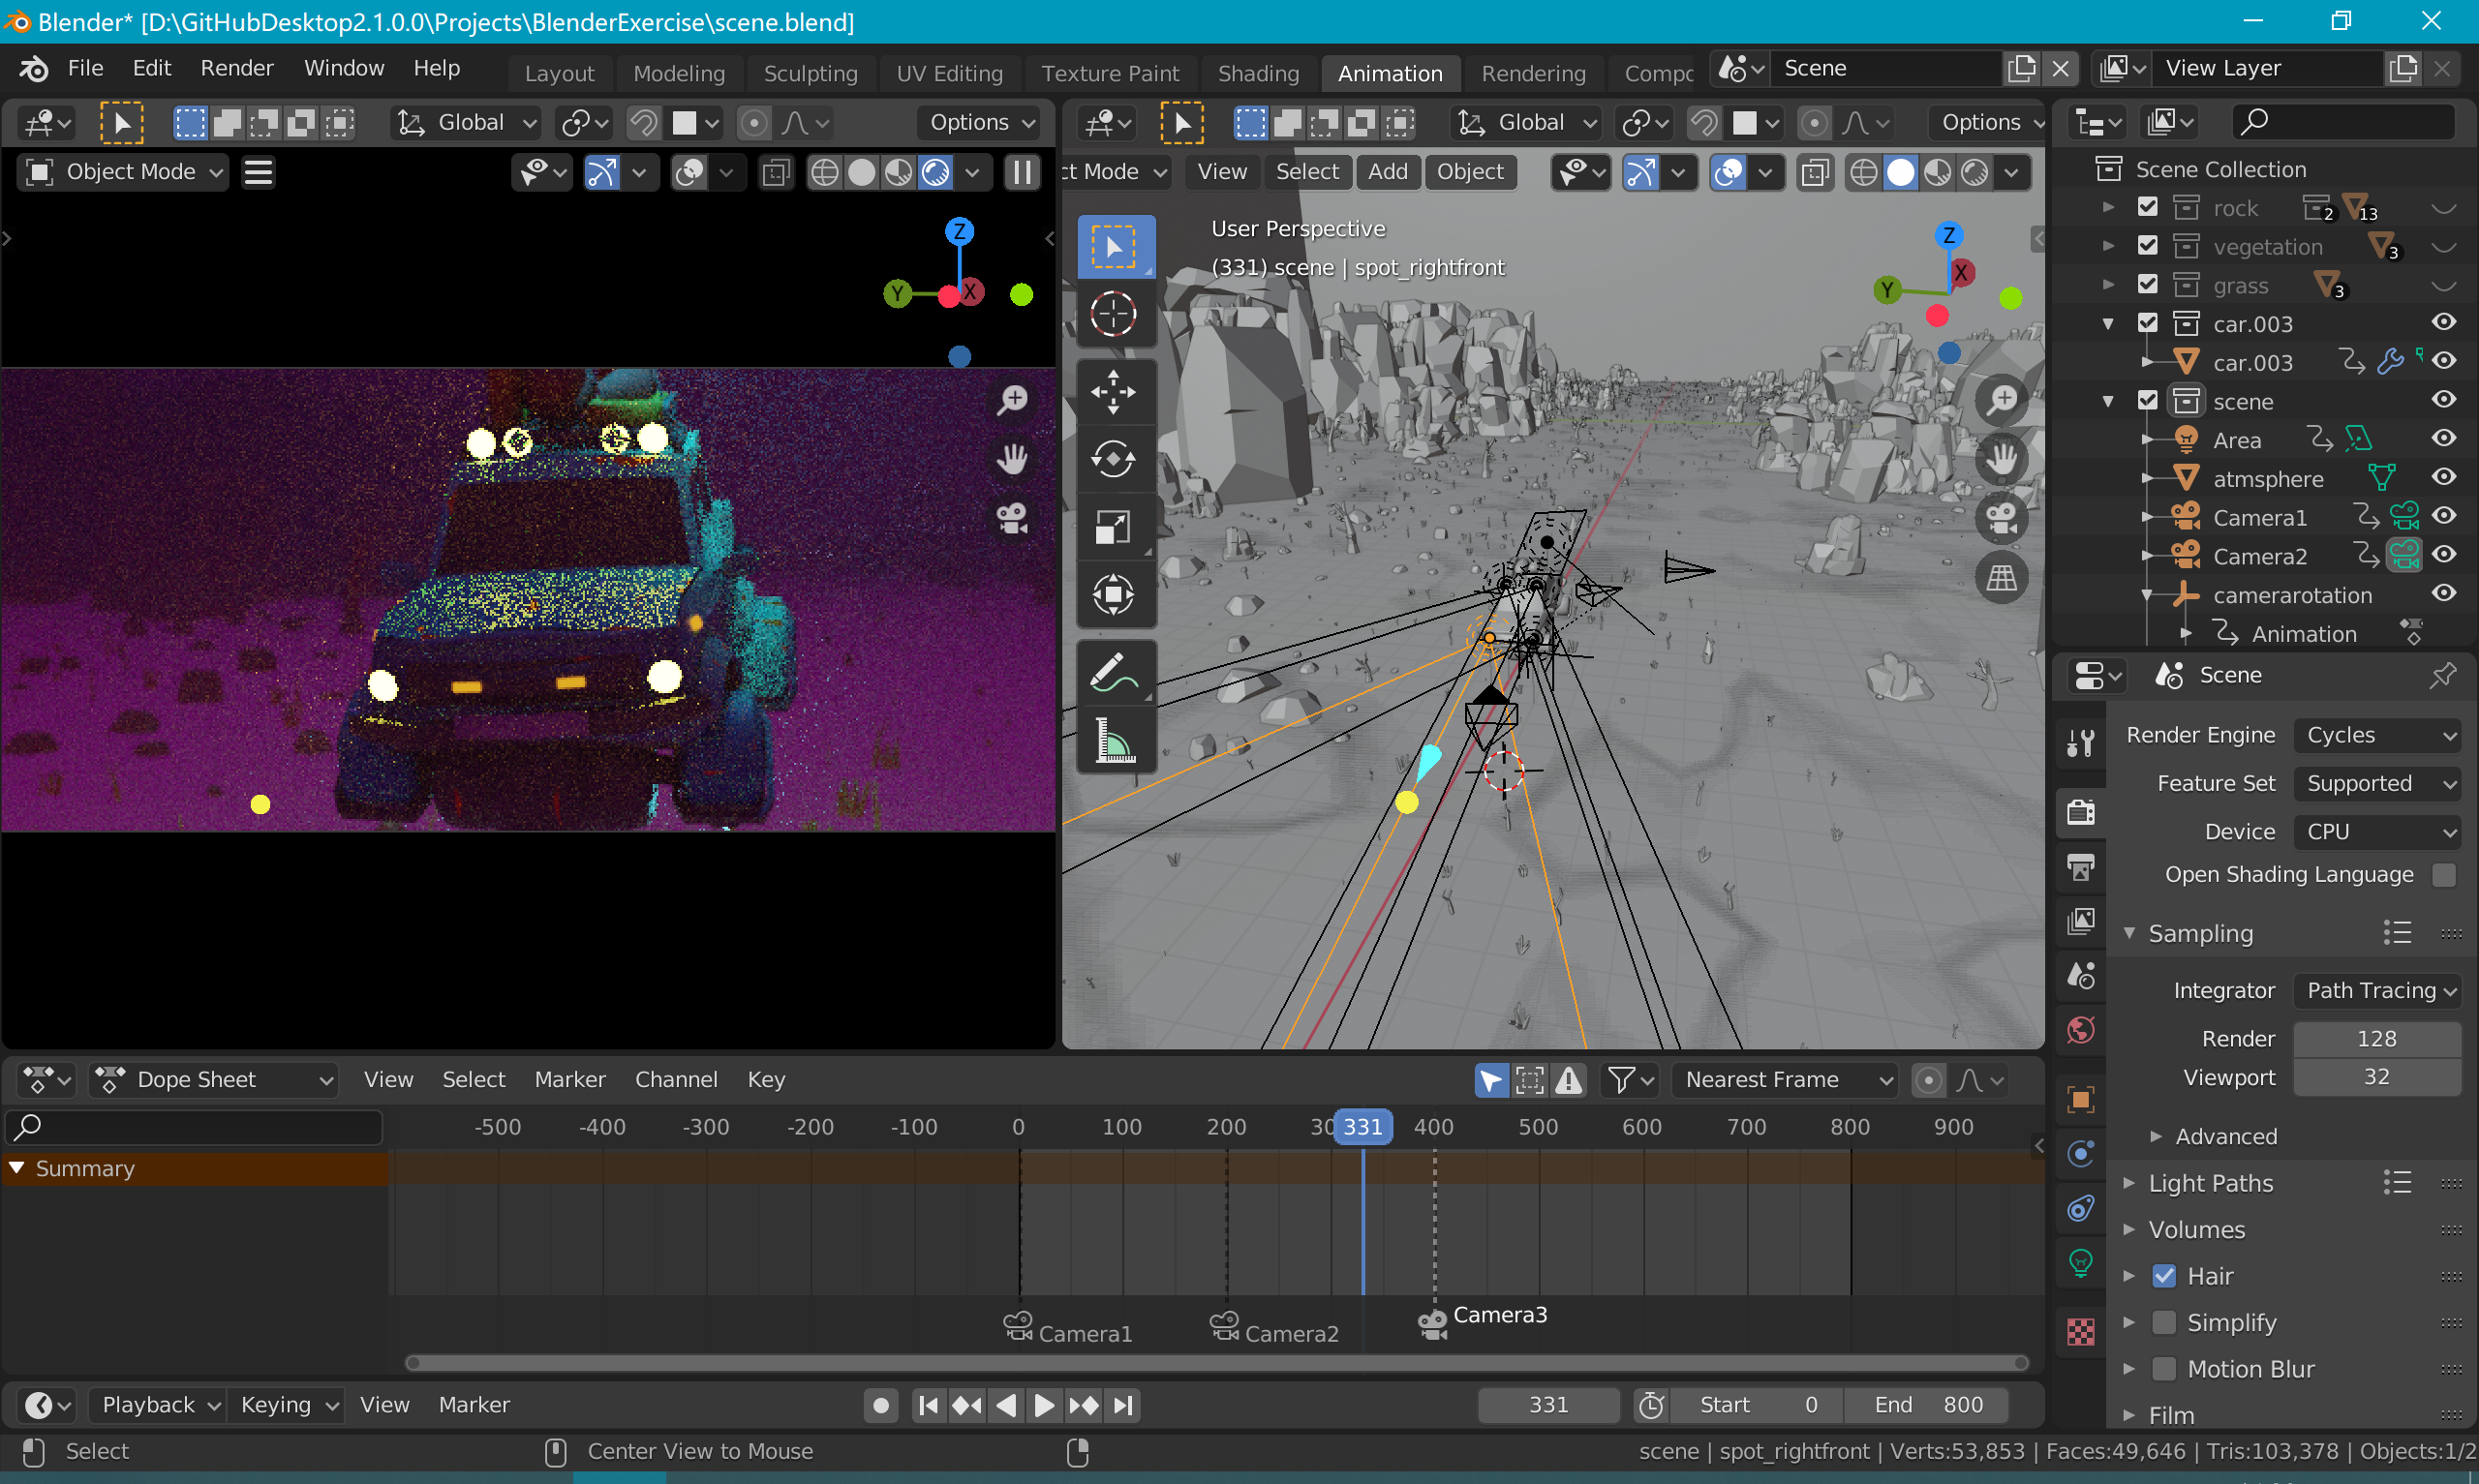 Blender* [D:\GitHubDesktop2.1.0.0\Projects\BlenderExercise\scene.blend]
File Edit Render Window Help Layout Modeling Sculpting UV Editing Texture Paint Shading Animation Rendering Compo Scene View Layer
Global Options Global Options
Object Mode ct Mode View Select Add Object
Z Y X
User Perspective
(331) scene | spot_rightfront
Z Y X
Scene Collection
rock 2 13
vegetation 3
grass 3
car.003
car.003
scene
Area
atmsphere
Camera1
Camera2
camerarotation
Animation
Scene
Render Engine Cycles
Feature Set Supported
Device CPU
Open Shading Language
Sampling
Integrator Path Tracing
Render 128
Viewport 32
Advanced
Light Paths
Volumes
Hair
Simplify
Motion Blur
Film
Dope Sheet View Select Marker Channel Key Nearest Frame
-500 -400 -300 -200 -100 0 100 200 30 331 400 500 600 700 800 900
Summary
Camera1 Camera2 Camera3
Playback Keying View Marker 331 Start 0 End 800
Select Center View to Mouse scene | spot_rightfront | Verts:53,853 | Faces:49,646 | Tris:103,378 | Objects:1/2